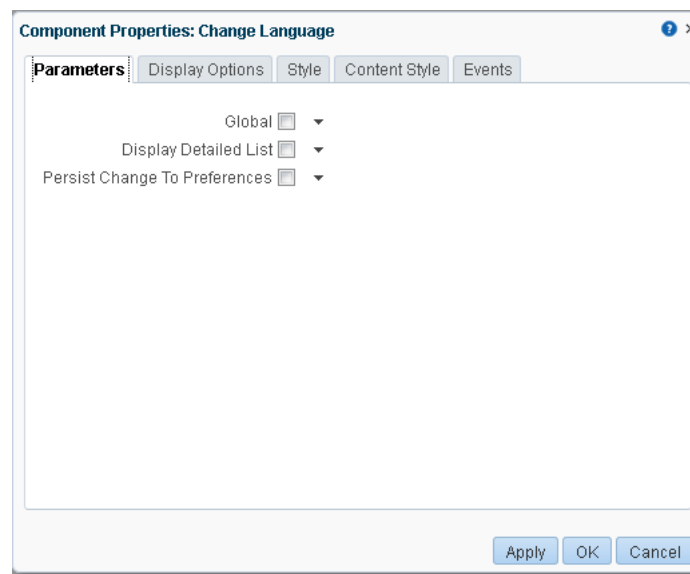 Component Properties: Change Language
Parameters Display Options Style Content Style Events
Global
Display Detailed List
Persist Change To Preferences
Apply OK Cancel